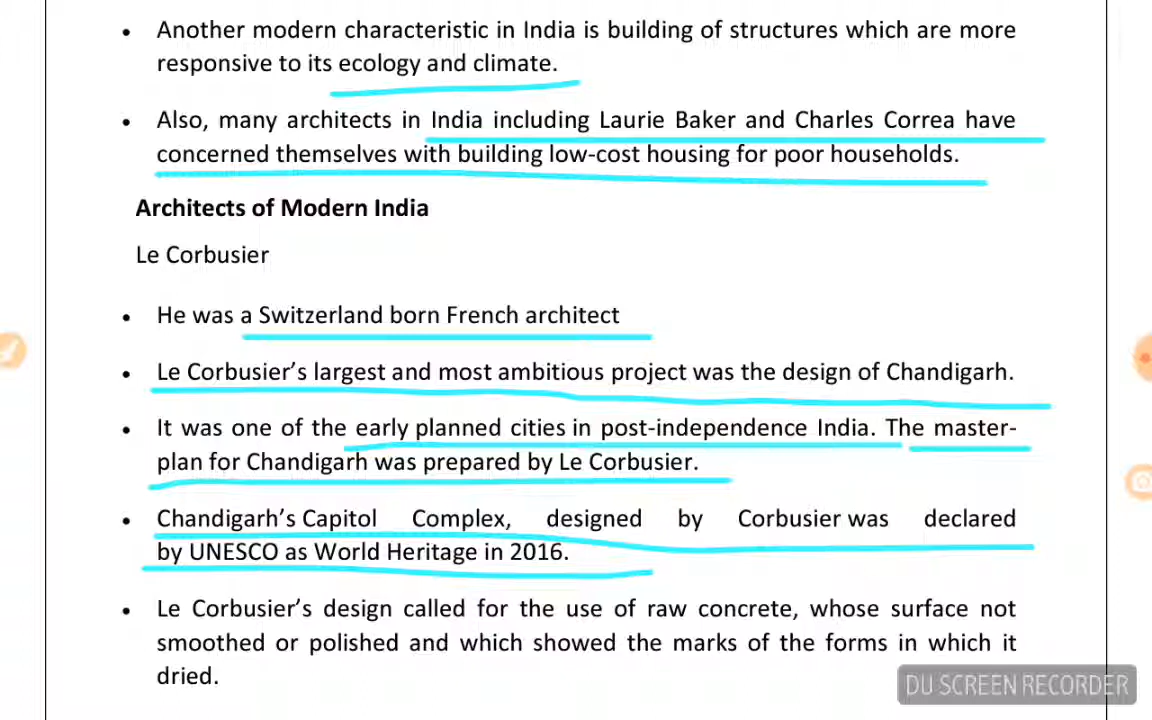 • Another modern characteristic in India is building of structures which are more
responsive to its ecology and climate.
• Also, many architects in India including Laurie Baker and Charles Correa have
concerned themselves with building low-cost housing for poor households.
Architects of Modern India
Le Corbusier
• He was a Switzerland born French architect
• Le Corbusier’s largest and most ambitious project was the design of Chandigarh.
• It was one of the early planned cities in post-independence India. The master-
plan for Chandigarh was prepared by Le Corbusier.
• Chandigarh’s Capitol Complex, designed by Corbusier was declared
by UNESCO as World Heritage in 2016.
• Le Corbusier’s design called for the use of raw concrete, whose surface not
smoothed or polished and which showed the marks of the forms in which it
dried.
DU SCREEN RECORDER